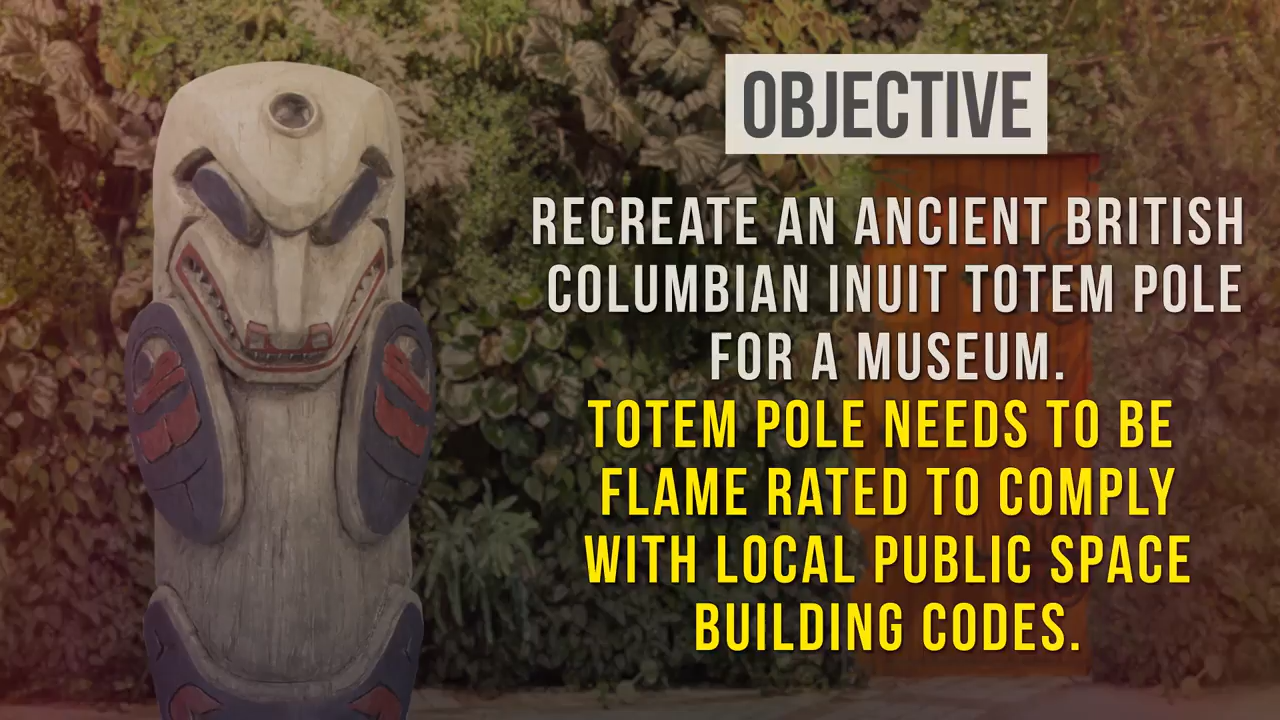 OBJECTIVE
RECREATE AN ANCIENT BRITISH
COLUMBIAN INUIT TOTEM POLE
FOR A MUSEUM.
TOTEM POLE NEEDS TO BE
FLAME RATED TO COMPLY
WITH LOCAL PUBLIC SPACE
BUILDING CODES.